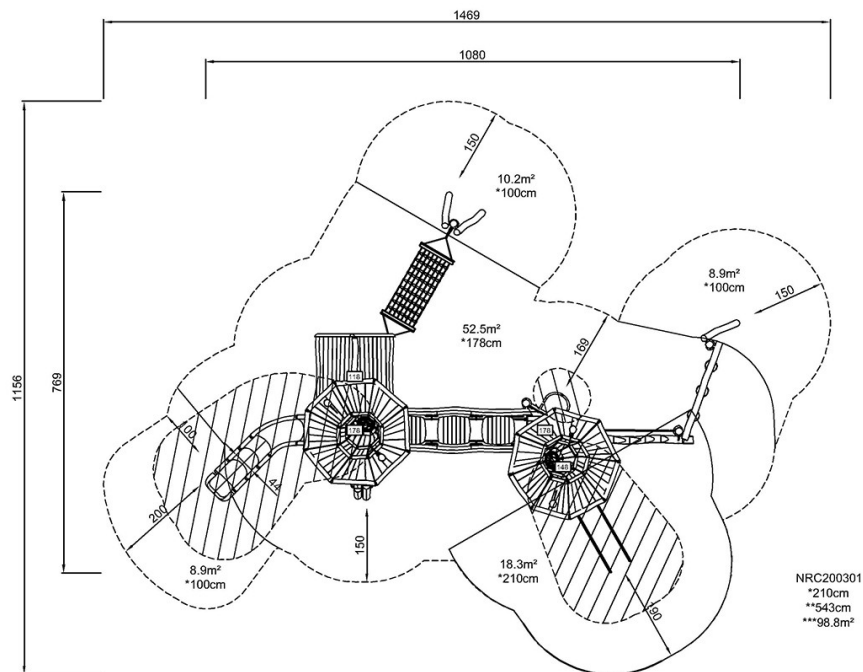 1469
1080
150
10.2m²
*100cm
8.9m²
*100cm
150
52.5m²
*178cm
169
1156
769
118
178
178
148
100
44
200
150
8.9m²
*100cm
18.3m²
*210cm
190
NRC200301
*210cm
**543cm
***98.8m²